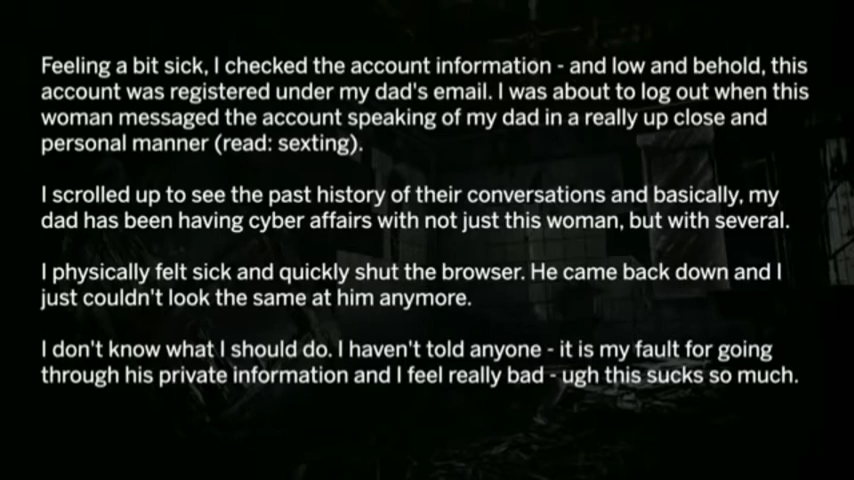 Feeling a bit sick, I checked the account information - and low and behold, this
account was registered under my dad's email. I was about to log out when this
woman messaged the account speaking of my dad in a really up close and
personal manner (read: sexting).
I scrolled up to see the past history of their conversations and basically, my
dad has been having cyber affairs with not just this woman, but with several.
I physically felt sick and quickly shut the browser. He came back down and I
just couldn't look the same at him anymore.
I don't know what I should do. I haven't told anyone - it is my fault for going
through his private information and I feel really bad - ugh this sucks so much.